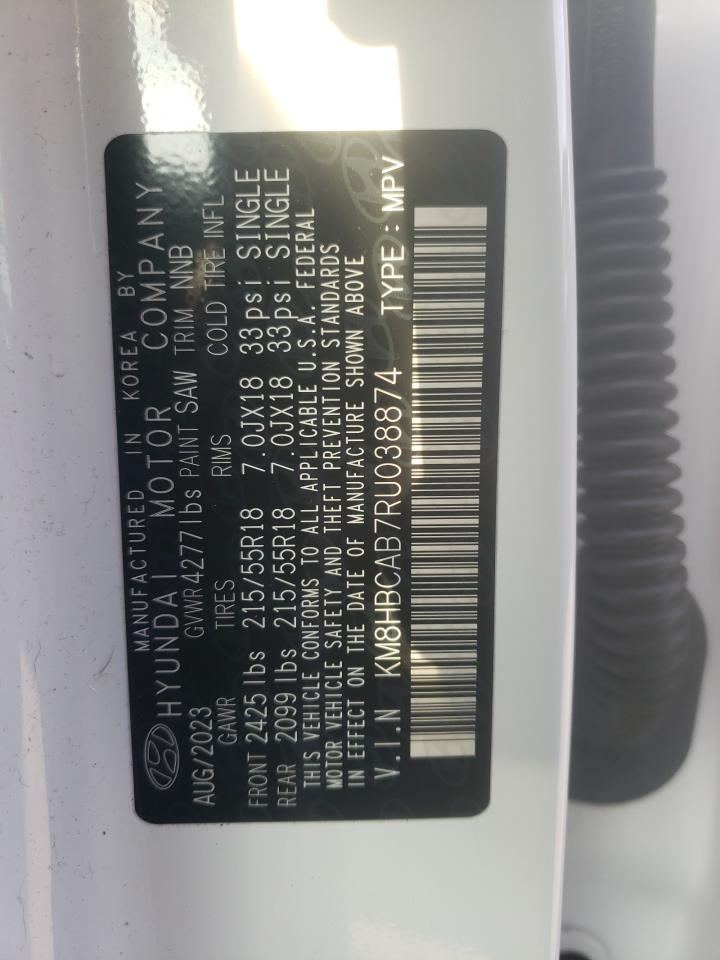 MANUFACTURED IN KOREA BY
HYUNDAI MOTOR COMPANY
AUG/2023 GVWR4277lbs PAINT SAW TRIM NNB
GAWR TIRES RIMS COLD TIRE INFL
FRONT 2425 lbs 215/55R18 7.0JX18 33psi SINGLE
REAR 2099 lbs 215/55R18 7.0JX18 33psi SINGLE
THIS VEHICLE CONFORMS TO ALL APPLICABLE U.S.A. FEDERAL
MOTOR VEHICLE SAFETY AND THEFT PREVENTION STANDARDS
IN EFFECT ON THE DATE OF MANUFACTURE SHOWN ABOVE
V.I.N KM8HBCAB7RU038874 TYPE : MPV